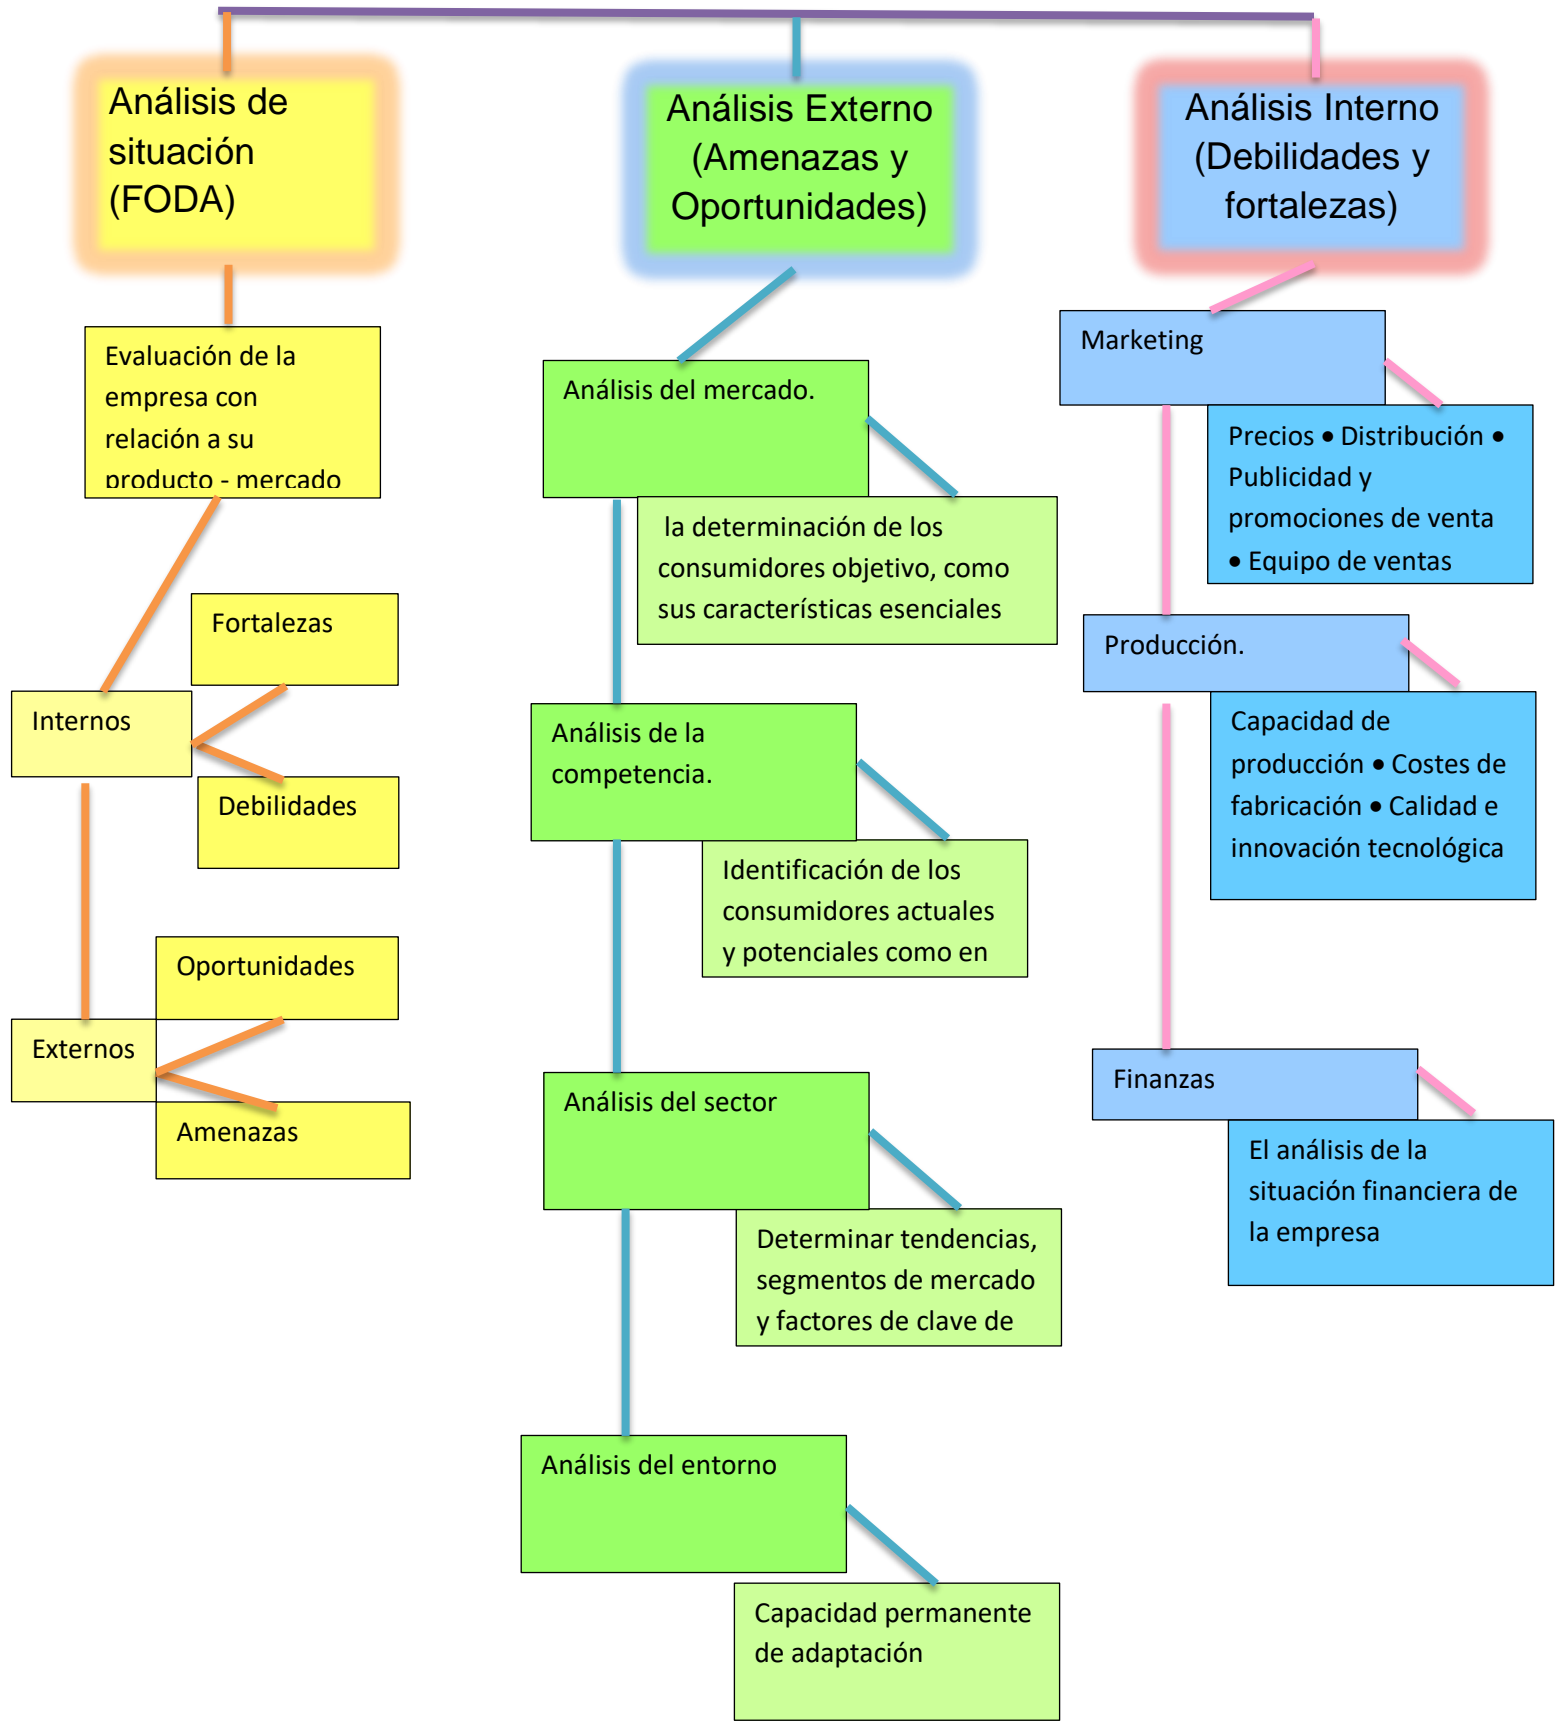 Análisis de
situación
(FODA)
Evaluación de la
empresa con
relación a su
producto - mercado
Internos
Fortalezas
Debilidades
Externos
Oportunidades
Amenazas
Análisis Externo
(Amenazas y
Oportunidades)
Análisis del mercado.
la determinación de los
consumidores objetivo, como
sus características esenciales
Análisis de la
competencia.
Identificación de los
consumidores actuales
y potenciales como en
Análisis del sector
Determinar tendencias,
segmentos de mercado
y factores de clave de
Análisis del entorno
Capacidad permanente
de adaptación
Análisis Interno
(Debilidades y
fortalezas)
Marketing
Precios • Distribución •
Publicidad y
promociones de venta
• Equipo de ventas
Producción.
Capacidad de
producción • Costes de
fabricación • Calidad e
innovación tecnológica
Finanzas
El análisis de la
situación financiera de
la empresa